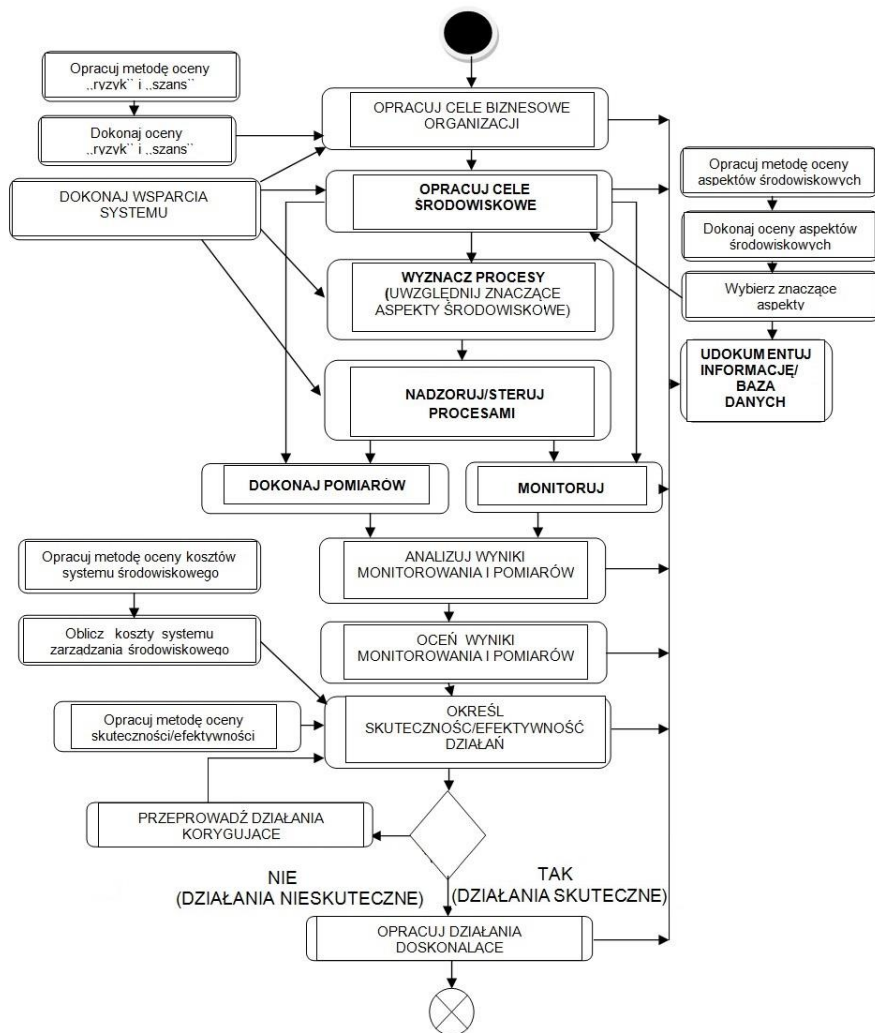 Opracuj metodę oceny
,,ryzyk`` i ,,szans``
Dokonaj oceny
,,ryzyk`` i ,,szans``
DOKONAJ WSPARCIA
SYSTEMU
OPRACUJ CELE BIZNESOWE
ORGANIZACJI
OPRACUJ CELE
ŚRODOWISKOWE
WYZNACZ PROCESY
(UWZGLĘDNIJ ZNACZĄCE
ASPEKTY ŚRODOWISKOWE)
NADZORUJ/STERUJ
PROCESAMI
Opracuj metodę oceny
aspektów środowiskowych
Dokonaj oceny aspektów
środowiskowych
Wybierz znaczące
aspekty
UDOKUMENTUJ
INFORMACJĘ/
BAZA
DANYCH
DOKONAJ POMIARÓW
MONITORUJ
ANALIZUJ WYNIKI
MONITOROWANIA I POMIARÓW
Opracuj metodę oceny kosztów
systemu środowiskowego
Oblicz koszty systemu
zarzadzania środowiskowego
OCEŃ WYNIKI
MONITOROWANIA I POMIARÓW
Opracuj metodę oceny
skuteczności/efektywności
OKREŚL
SKUTECZNOŚC/EFEKTYWNOŚĆ
DZIAŁAŃ
PRZEPROWADŹ DZIAŁANIA
KORYGUJACE
NIE
(DZIAŁANIA NIESKUTECZNE)
TAK
(DZIAŁANIA SKUTECZNE)
OPRACUJ DZIAŁANIA
DOSKONALACE